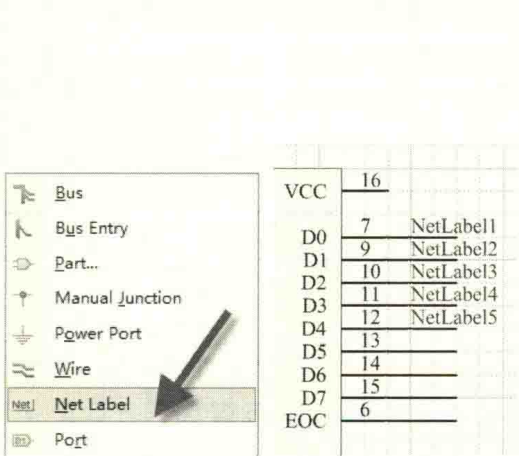 Bus
Bus Entry
Part...
Manual Junction
Power Port
Wire
Net Label
Port
VCC 16
D0 7 NetLabel1
D1 9 NetLabel2
D2 10 NetLabel3
D3 11 NetLabel4
D4 12 NetLabel5
D5 13
D6 14
D7 15
EOC 6